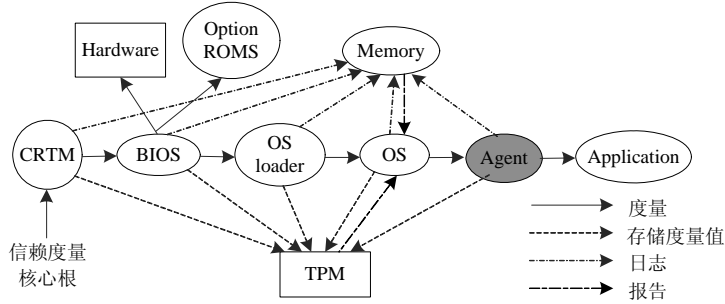 Option
ROMS
Hardware
Memory
CRTM
BIOS
OS
loader
OS
Agent
Application
信赖度量
核心根
TPM
度量
存储度量值
日志
报告